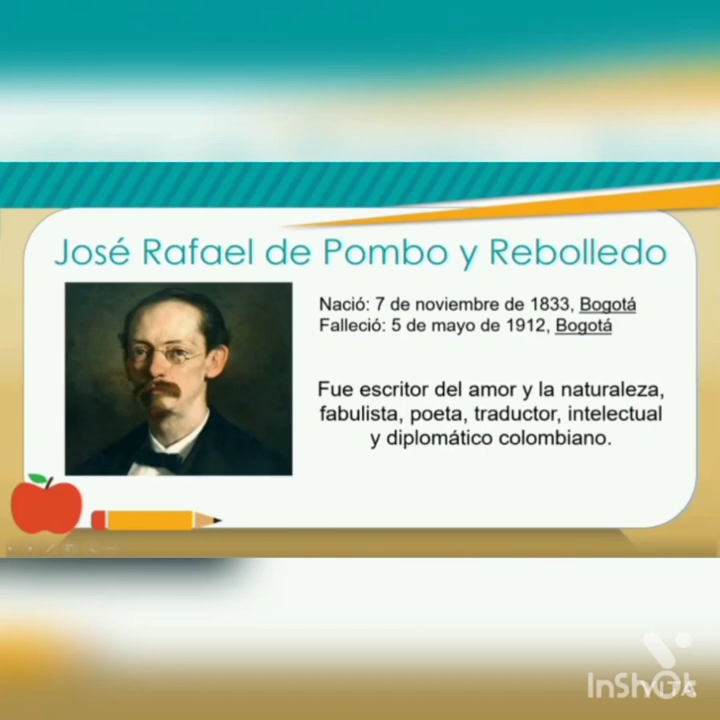 José Rafael de Pombo y Rebolledo
Nació: 7 de noviembre de 1833, Bogotá
Falleció: 5 de mayo de 1912, Bogotá
Fue escritor del amor y la naturaleza,
fabulista, poeta, traductor, intelectual
y diplomático colombiano.
InShOt
VITA